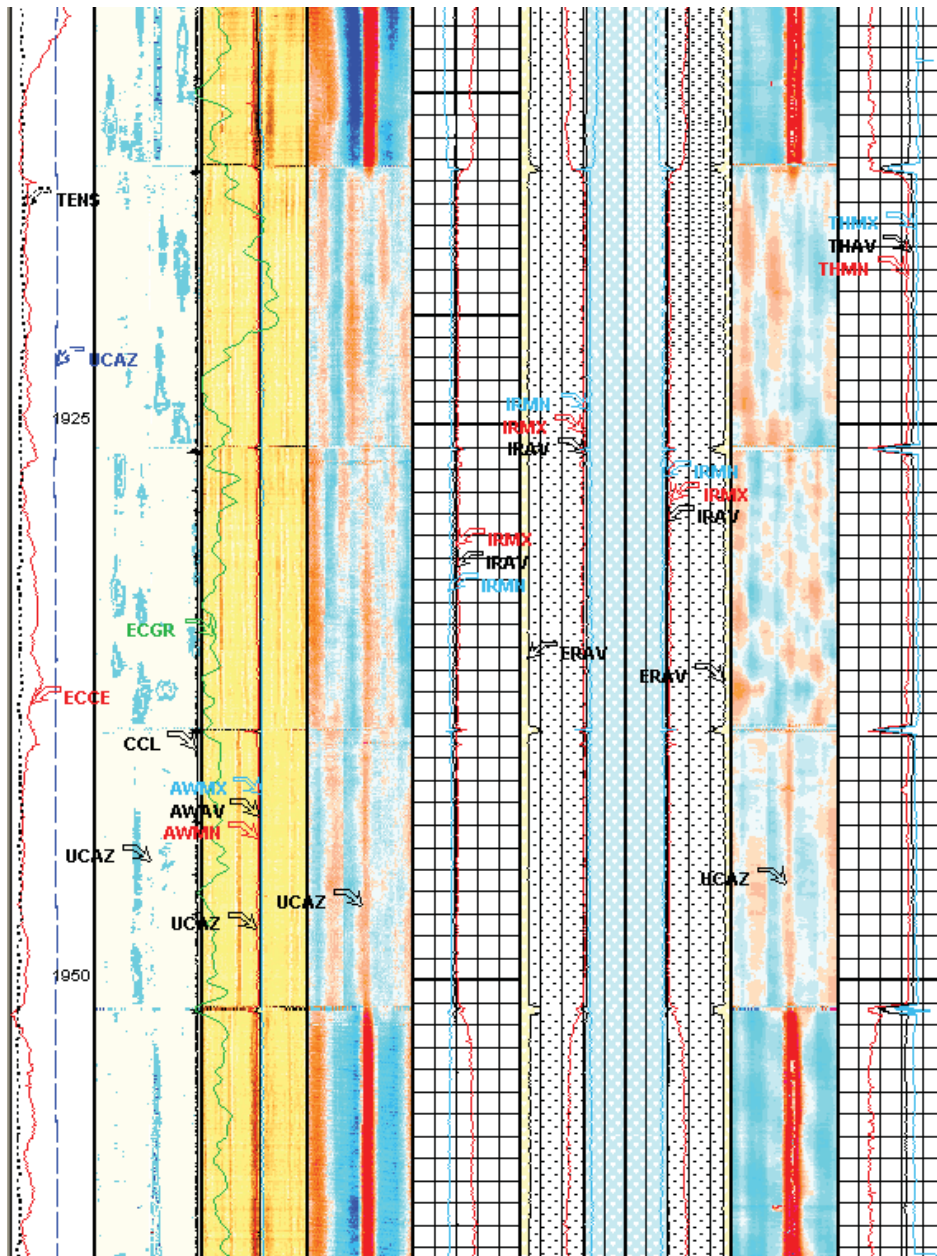 TENS
THMX
THAV
THMN
UCAZ
1925
IRMN
IRMX
IRAV
IRMN
IRMX
IRAV
IRMX
IRAV
IRMN
ECGR
ERAV
ERAV
ECCE
CCL
AWMX
AWAV
AWMN
UCAZ
UCAZ
UCAZ
UCAZ
1950